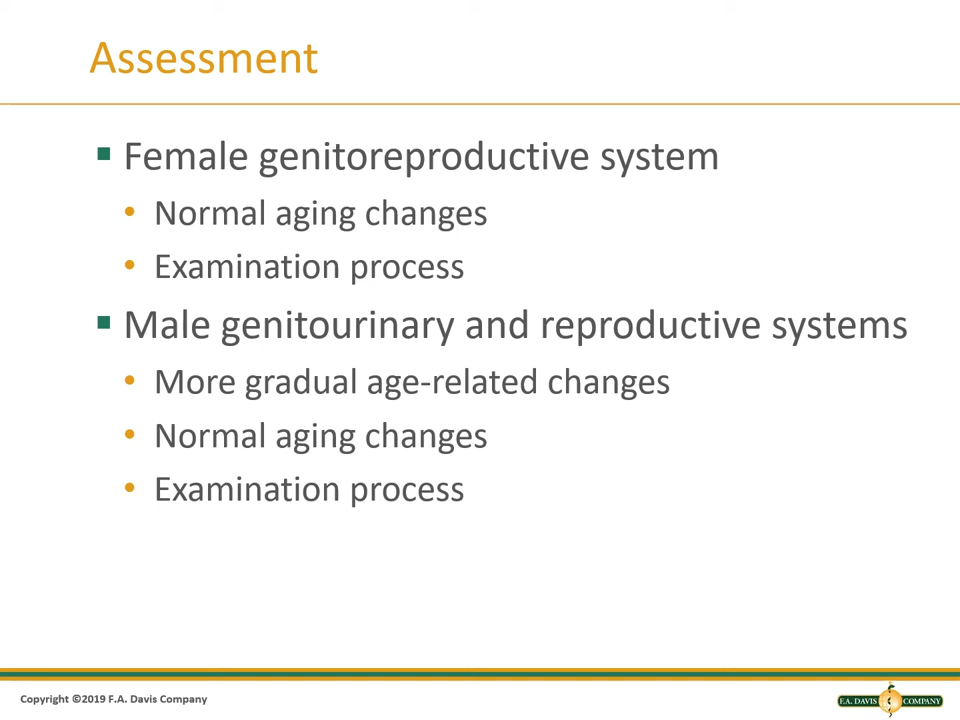 Assessment
Female genitoreproductive system
Normal aging changes
Examination process
Male genitourinary and reproductive systems
More gradual age-related changes
Normal aging changes
Examination process
Copyright ©2019 F.A. Davis Company
F.A. DAVIS COMPANY